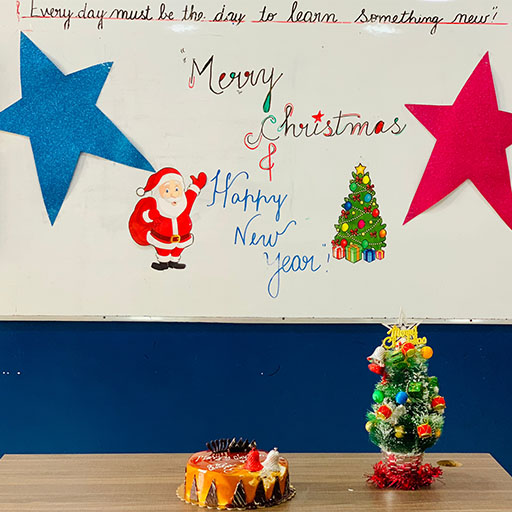 "Every day must be the day to learn something new"
"Merry
Christmas
&
Happy
New
Year!"